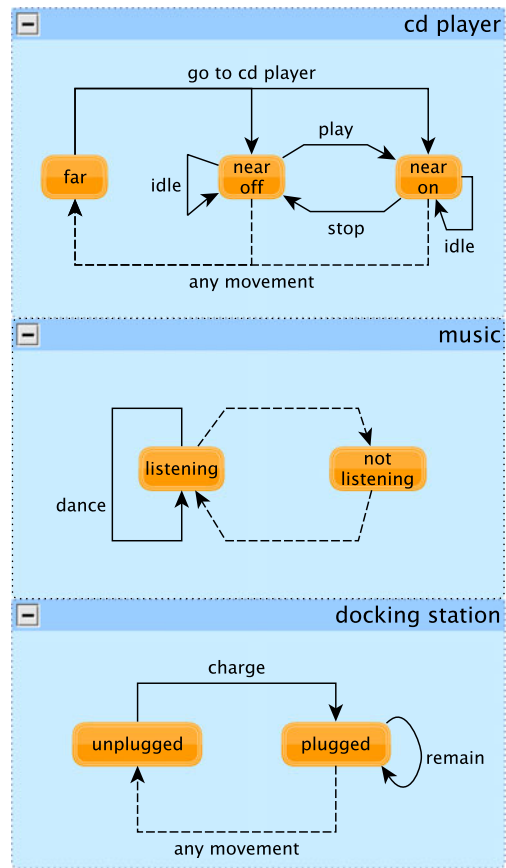 cd player
go to cd player
play
far
near
off
near
on
idle
stop
idle
any movement
music
listening
not
listening
dance
docking station
charge
unplugged
plugged
remain
any movement